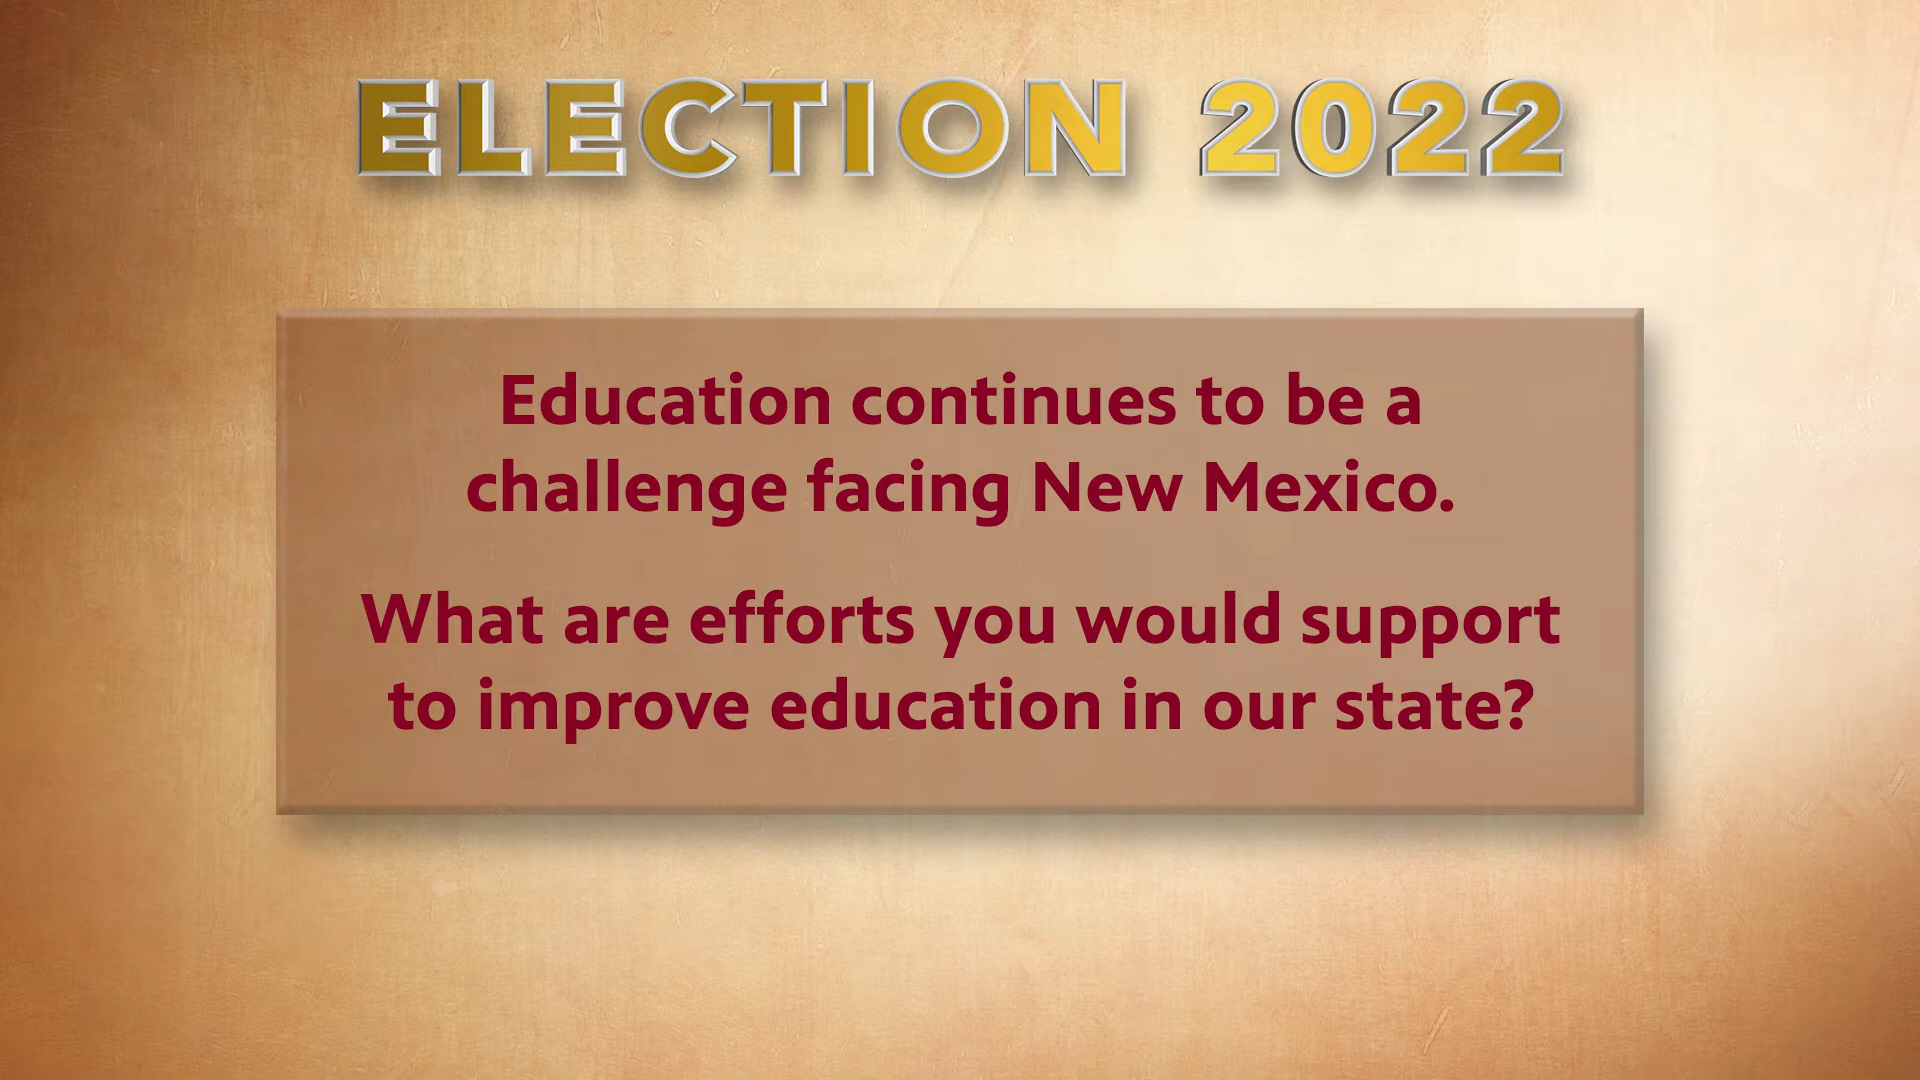 ELECTION 2022
Education continues to be a
challenge facing New Mexico.
What are efforts you would support
to improve education in our state?